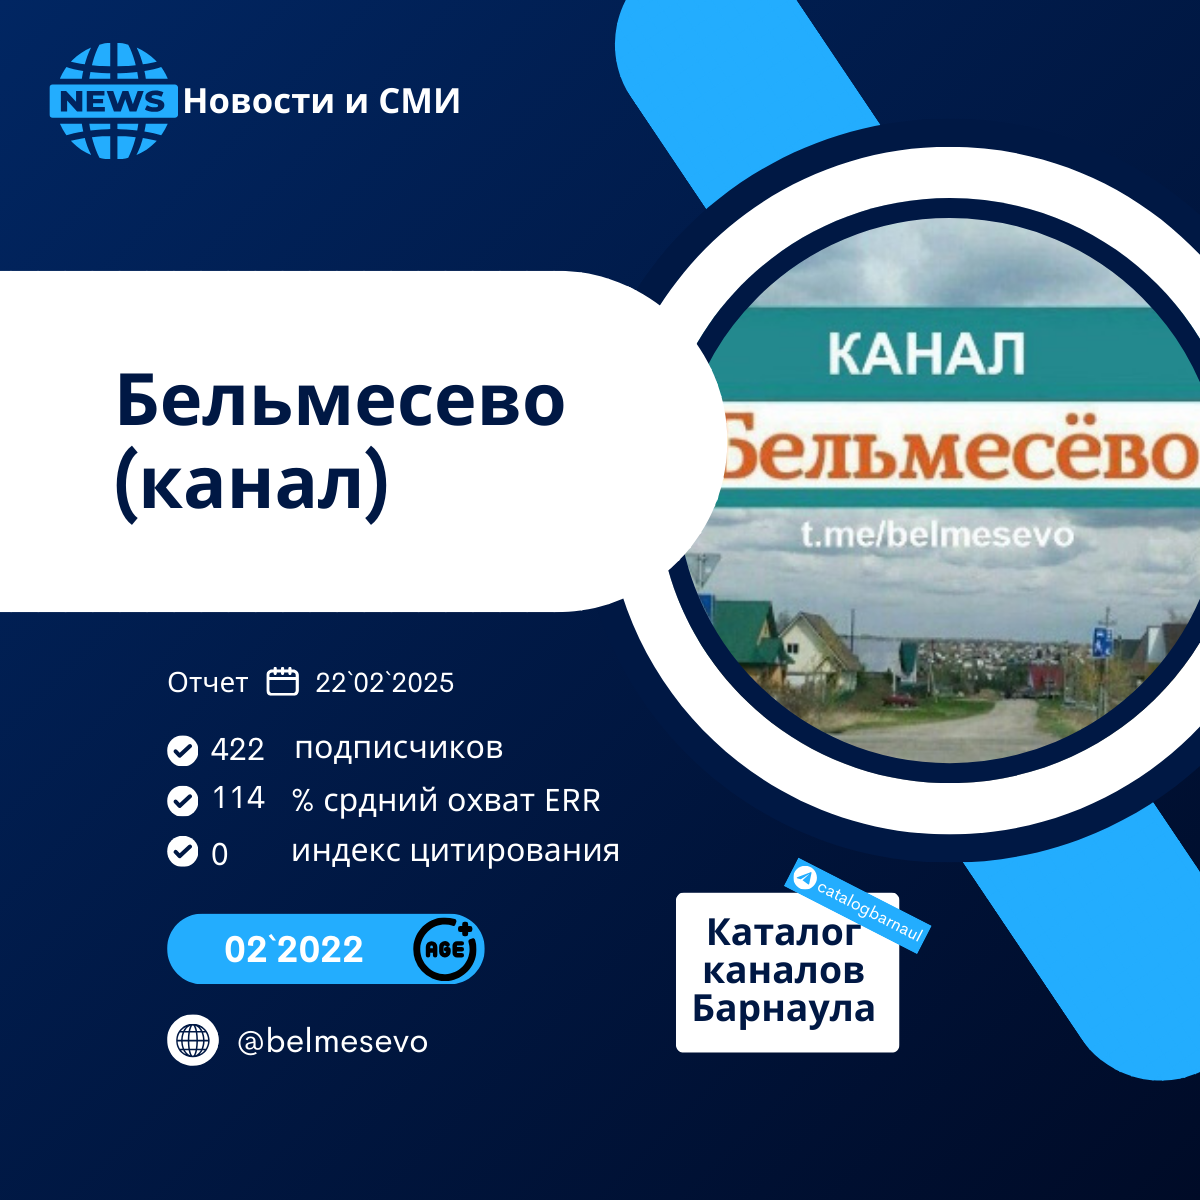 NEWS
Новости и СМИ
КАНАЛ
Бельмесёво
t.me/belmesevo
Бельмесево
(канал)
Отчет 22`02`2025
422 подписчиков
114 % срдний охват ERR
0 индекс цитирования
02`2022 AGE+
@belmesevo
catalogbarnaul
Каталог
каналов
Барнаула